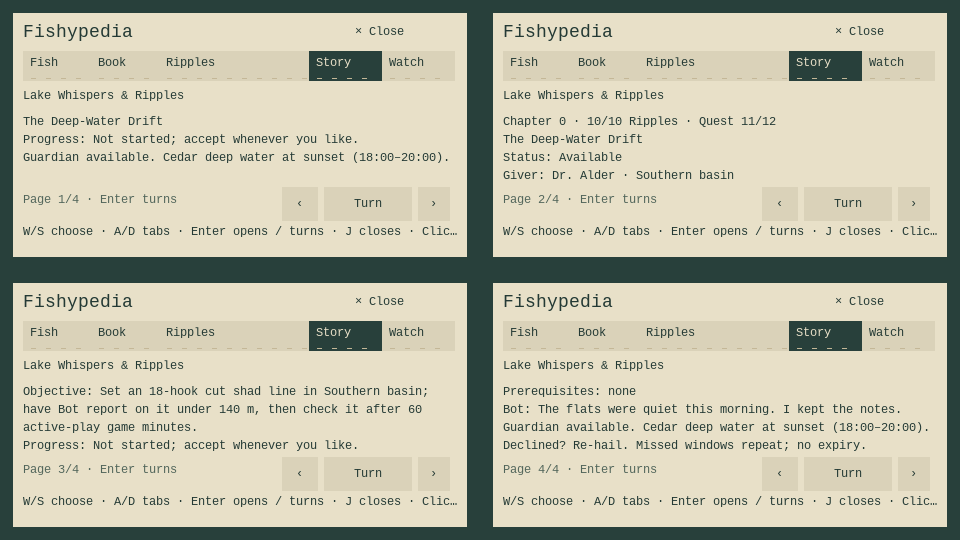 Fishypedia
× Close
Fish Book Ripples Story Watch
Lake Whispers & Ripples
The Deep-Water Drift
Progress: Not started; accept whenever you like.
Guardian available. Cedar deep water at sunset (18:00–20:00).
Page 1/4 · Enter turns
‹ Turn ›
W/S choose · A/D tabs · Enter opens / turns · J closes · Clic…
Fishypedia
× Close
Fish Book Ripples Story Watch
Lake Whispers & Ripples
Chapter 0 · 10/10 Ripples · Quest 11/12
The Deep-Water Drift
Status: Available
Giver: Dr. Alder · Southern basin
Page 2/4 · Enter turns
‹ Turn ›
W/S choose · A/D tabs · Enter opens / turns · J closes · Clic…
Fishypedia
× Close
Fish Book Ripples Story Watch
Lake Whispers & Ripples
Objective: Set an 18-hook cut shad line in Southern basin;
have Bot report on it under 140 m, then check it after 60
active-play game minutes.
Progress: Not started; accept whenever you like.
Page 3/4 · Enter turns
‹ Turn ›
W/S choose · A/D tabs · Enter opens / turns · J closes · Clic…
Fishypedia
× Close
Fish Book Ripples Story Watch
Lake Whispers & Ripples
Prerequisites: none
Bot: The flats were quiet this morning. I kept the notes.
Guardian available. Cedar deep water at sunset (18:00–20:00).
Declined? Re-hail. Missed windows repeat; no expiry.
Page 4/4 · Enter turns
‹ Turn ›
W/S choose · A/D tabs · Enter opens / turns · J closes · Clic…